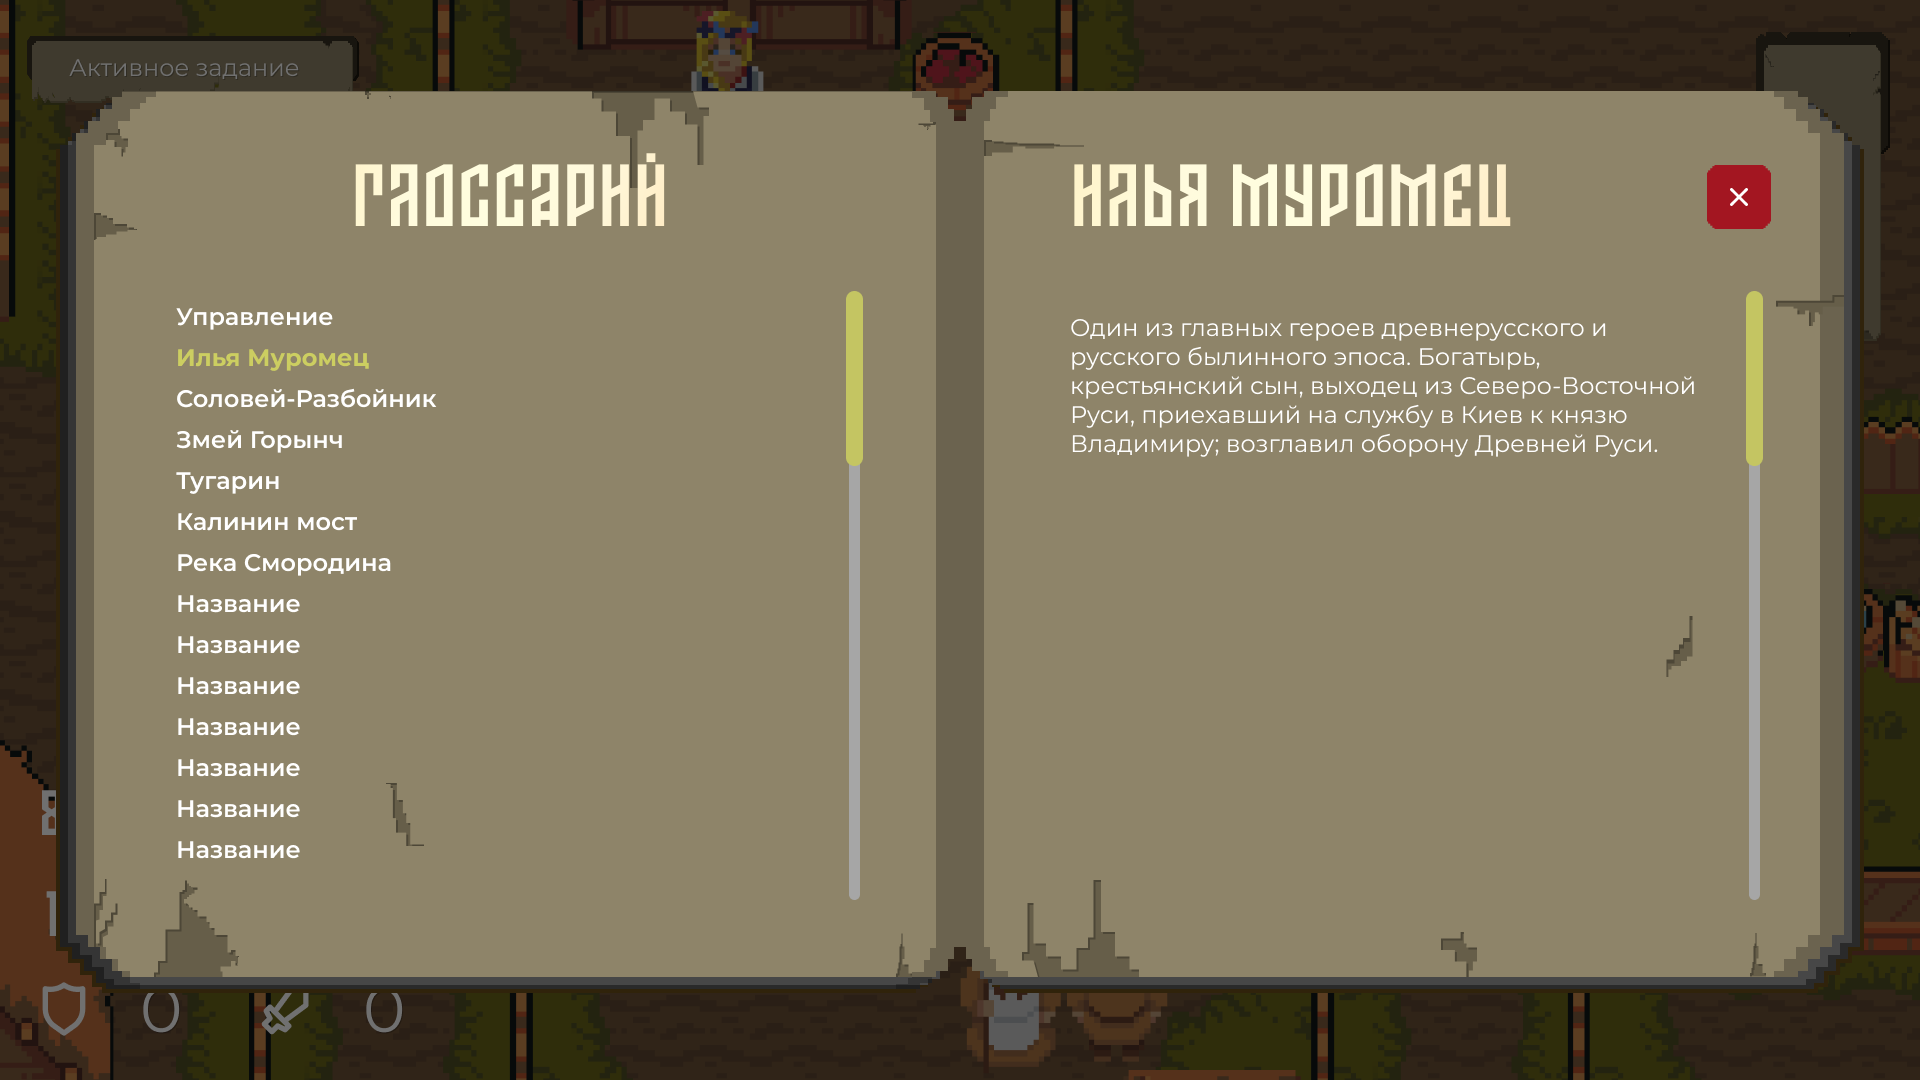 Активное задание
ГЛОССАРИЙ
Управление
Илья Муромец
Соловей-Разбойник
Змей Горынч
Тугарин
Калинин мост
Река Смородина
Название
Название
Название
Название
Название
Название
Название
ИЛЬЯ МУРОМЕЦ
Один из главных героев древнерусского и
русского былинного эпоса. Богатырь,
крестьянский сын, выходец из Северо-Восточной
Руси, приехавший на службу в Киев к князю
Владимиру; возглавил оборону Древней Руси.
0
0